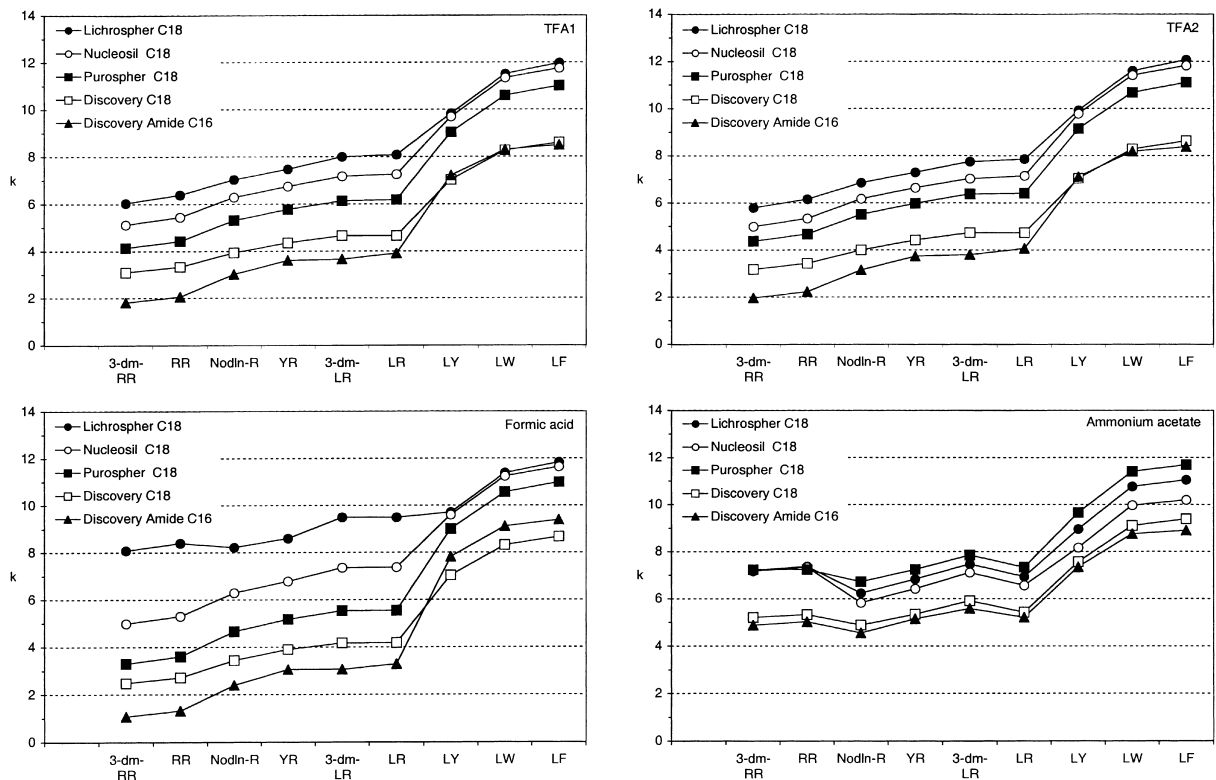 TFA1
14
12
10
8
6
4
2
0
k
Lichrospher C18
Nucleosil C18
Purospher C18
Discovery C18
Discovery Amide C16
3-dm-RR
RR
Nodln-R
YR
3-dm-LR
LR
LY
LW
LF
TFA2
14
12
10
8
6
4
2
0
k
Lichrospher C18
Nucleosil C18
Purospher C18
Discovery C18
Discovery Amide C16
3-dm-RR
RR
Nodln-R
YR
3-dm-LR
LR
LY
LW
LF
Formic acid
14
12
10
8
6
4
2
0
k
Lichrospher C18
Nucleosil C18
Purospher C18
Discovery C18
Discovery Amide C16
3-dm-RR
RR
Nodln-R
YR
3-dm-LR
LR
LY
LW
LF
Ammonium acetate
14
12
10
8
6
4
2
0
k
Lichrospher C18
Nucleosil C18
Purospher C18
Discovery C18
Discovery Amide C16
3-dm-RR
RR
Nodln-R
YR
3-dm-LR
LR
LY
LW
LF